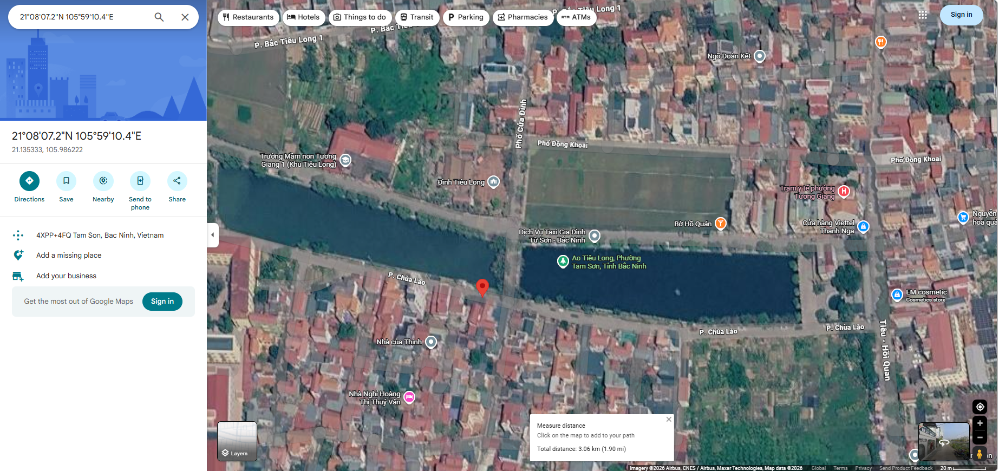 21°08'07.2"N 105°59'10.4"E
Restaurants
Hotels
Things to do
Transit
Parking
Pharmacies
ATMs
Sign in
21°08'07.2"N 105°59'10.4"E
21.135333, 105.986222
Directions
Save
Nearby
Send to
phone
Share
4XPP+4FQ Tam Son, Bac Ninh, Vietnam
Add a missing place
Add your business
Get the most out of Google Maps
Sign in
P. Bắc Tiêu Long 1
P. Bắc
Ngõ Đoàn Kết
Phố Cửa Đình
Phố Đồng Khoai
Phố Đồng Khoai
Trường Mầm non Tương
Giang 1 (Khu Tiêu Long)
Đình Tiêu Long
Trạm y tế phường
Tương Giang
Bờ Hồ Quán
Cửa hàng Viettel
Thanh Nga
Nguyễn
hoa quả
Dịch Vụ Taxi Gia Đình
Từ Sơn - Bắc Ninh
Ao Tiêu Long, Phường
Tam Sơn, Tỉnh Bắc Ninh
P. Chùa Lào
EM cosmetic
Cosmetics store
P. Chùa Lào
P. Chùa Lào
Tiêu - Hồi Quan
Nhà của Thịnh
Nhà Nghỉ Hoàng
Thị Thuý Vân
Layers
Measure distance
Click on the map to add to your path
Total distance: 3.06 km (1.90 mi)
Imagery ©2026 Airbus, CNES / Airbus, Maxar Technologies, Map data ©2026
Global
Terms
Privacy
Send Product Feedback
20 m